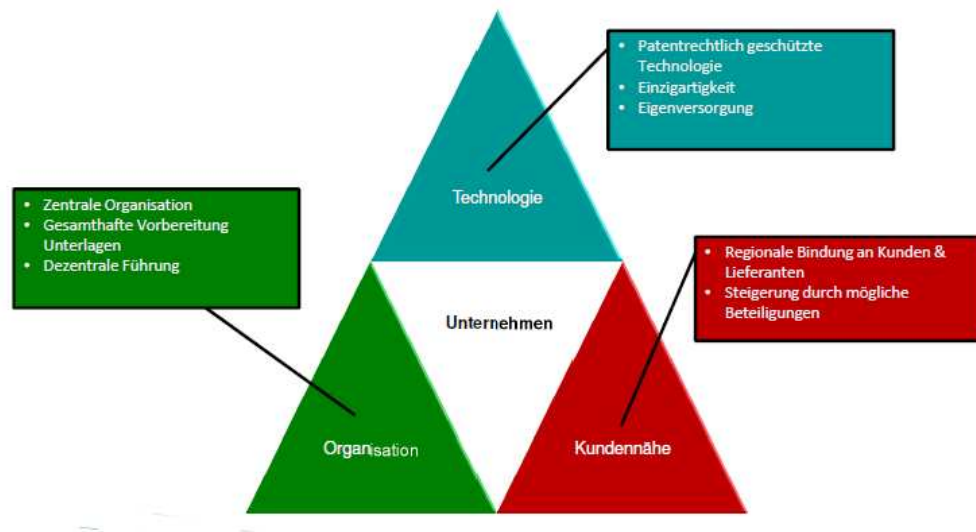 • Patentrechtlich geschützte
Technologie
• Einzigartigkeit
• Eigenversorgung
Technologie
• Zentrale Organisation
• Gesamthafte Vorbereitung
Unterlagen
• Dezentrale Führung
• Regionale Bindung an Kunden &
Lieferanten
• Steigerung durch mögliche
Beteiligungen
Unternehmen
Organisation
Kundennähe